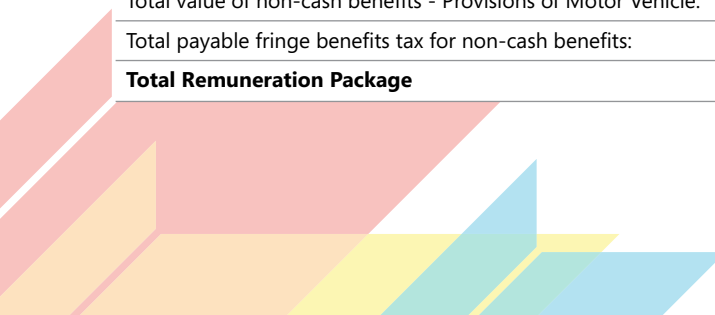 Total value of non-cash benefits - Provisions of Motor Vehicle:
Total payable fringe benefits tax for non-cash benefits:
Total Remuneration Package